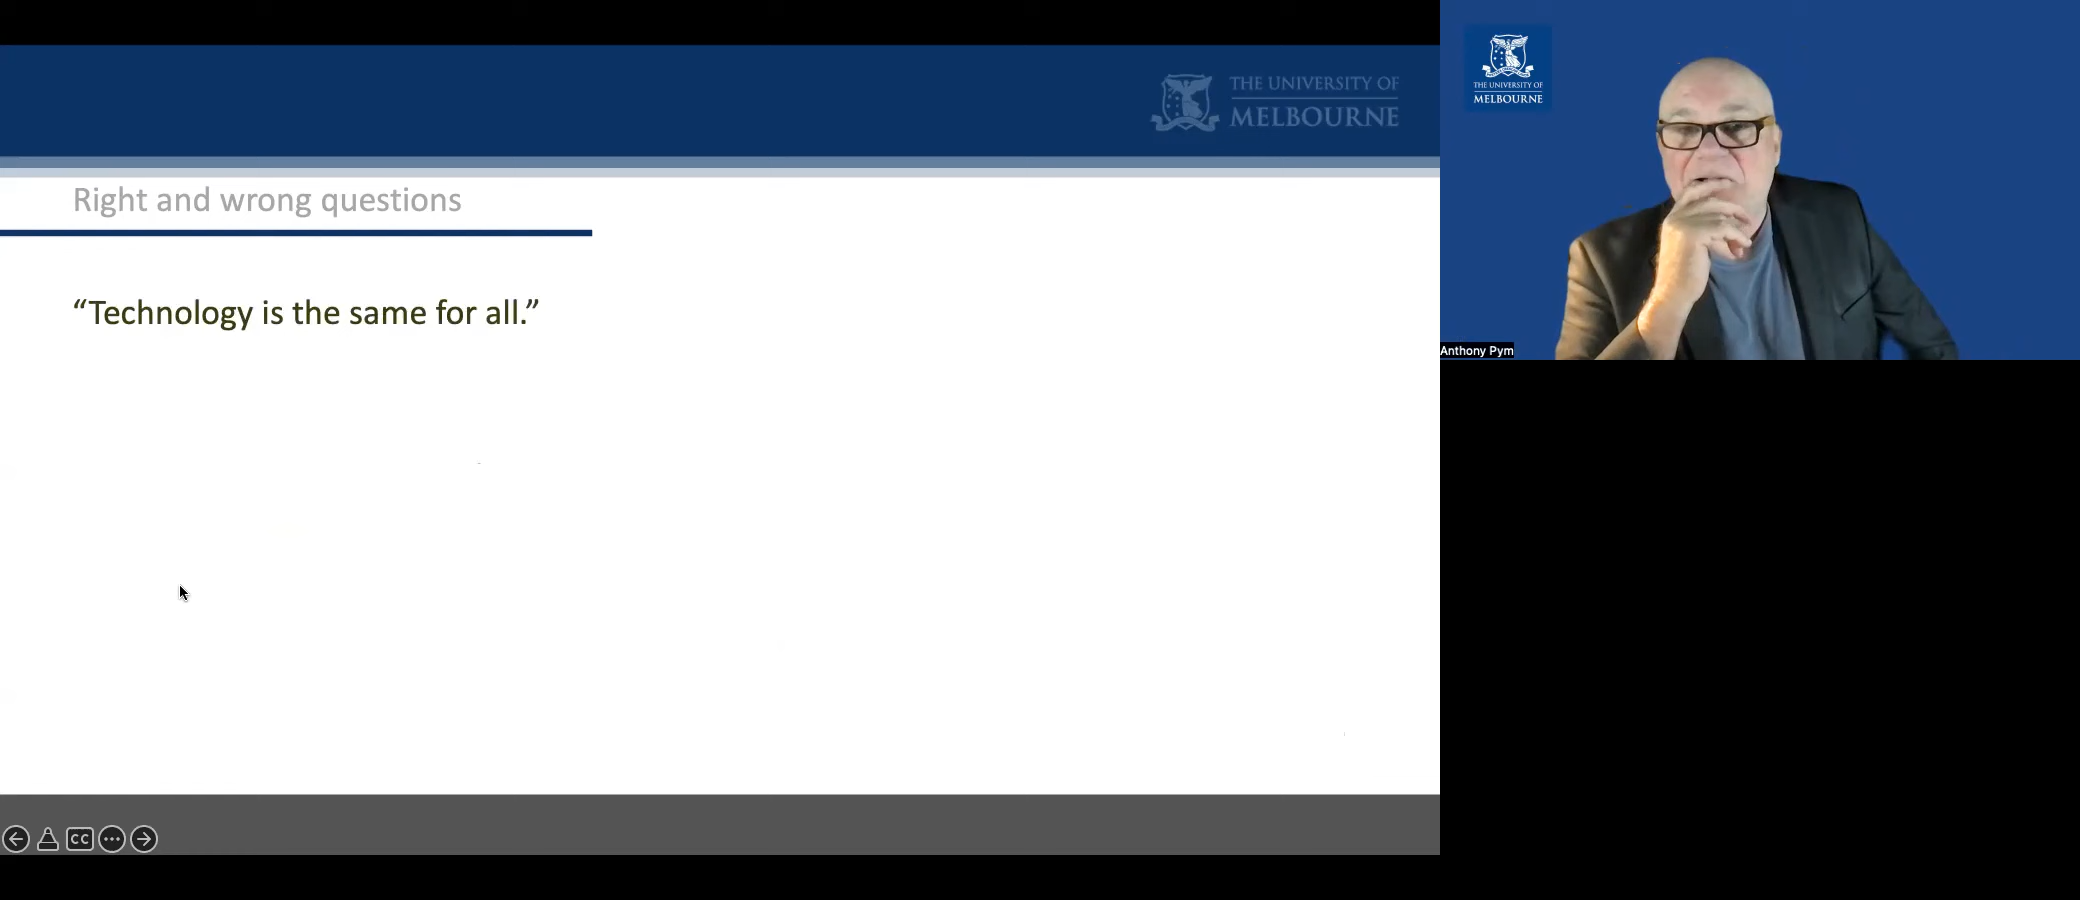 THE UNIVERSITY OF
MELBOURNE
Right and wrong questions
“Technology is the same for all.”
CC
THE UNIVERSITY OF
MELBOURNE
Anthony Pym